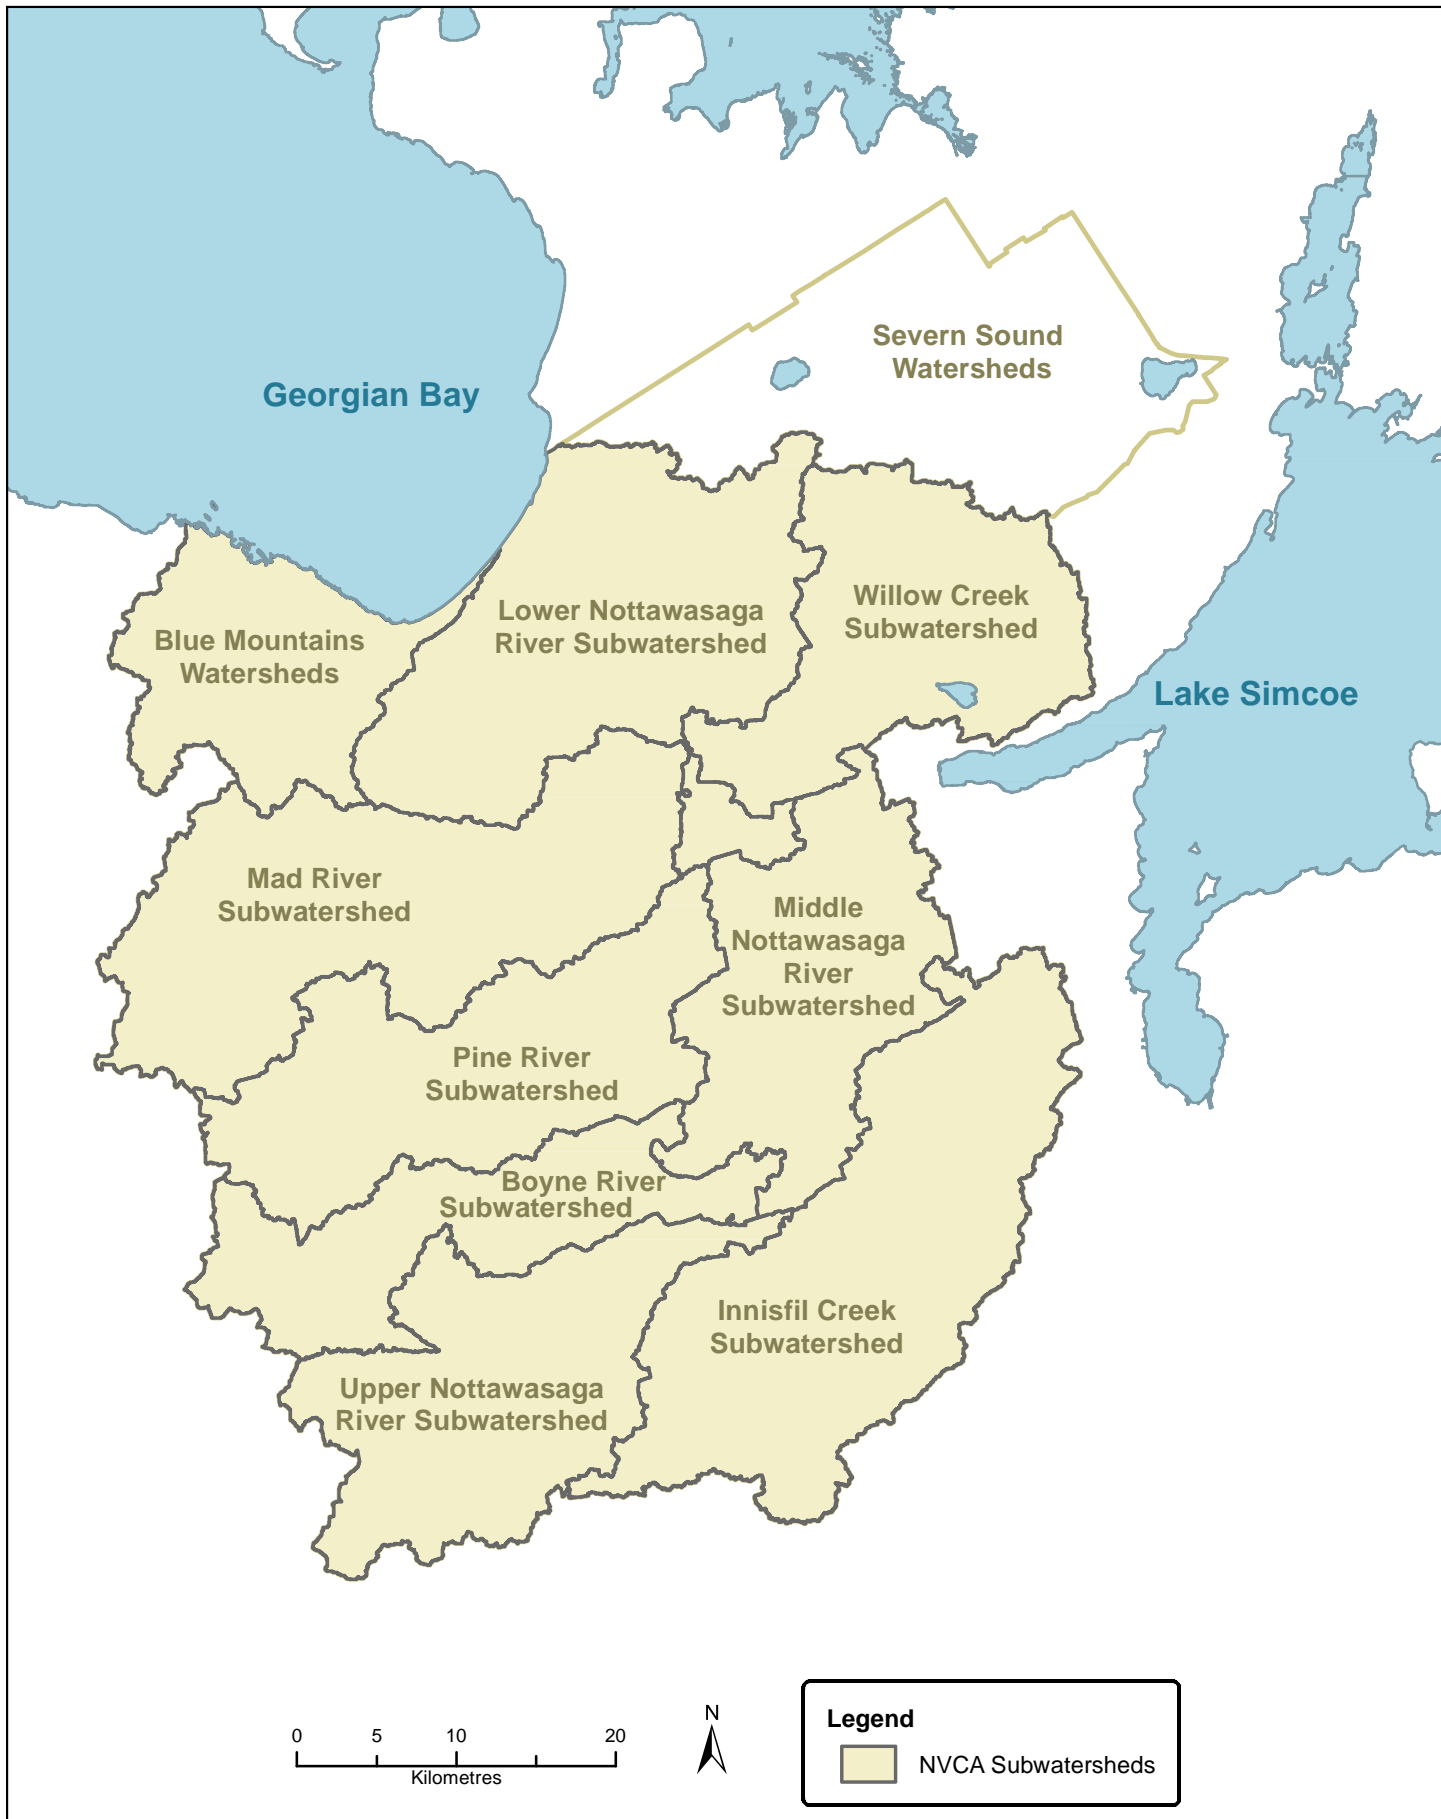 Severn Sound
Watersheds
Georgian Bay
Willow Creek
Subwatershed
Lower Nottawasaga
River Subwatershed
Blue Mountains
Watersheds
Lake Simcoe
Mad River
Subwatershed
Middle
Nottawasaga
River
Subwatershed
Pine River
Subwatershed
Boyne River
Subwatershed
Innisfil Creek
Subwatershed
Upper Nottawasaga
River Subwatershed
0 5 10 20
Kilometres
N
Legend
NVCA Subwatersheds